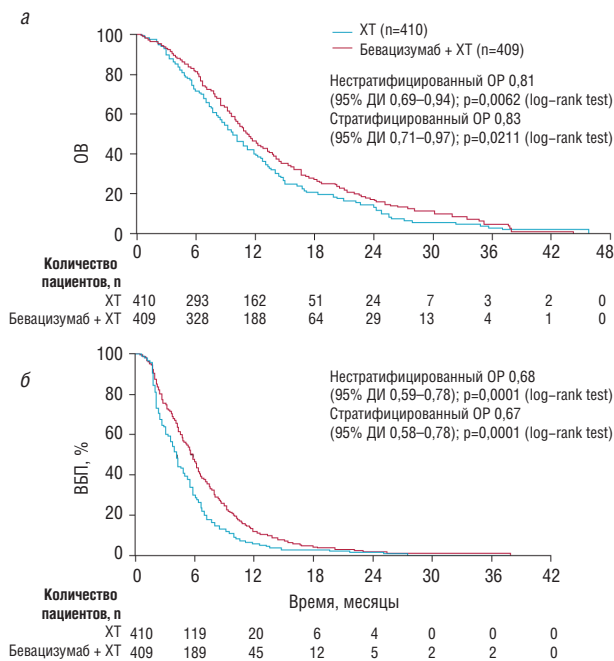 а
100
80
60
40
20
0
ОВ
ХТ (n=410)
Бевацизумаб + ХТ (n=409)
Нестратифицированный ОР 0,81
(95% ДИ 0,69–0,94); p=0,0062 (log–rank test)
Стратифицированный ОР 0,83
(95% ДИ 0,71–0,97); p=0,0211 (log–rank test)
0 6 12 18 24 30 36 42 48
Количество
пациентов, n
ХТ 410 293 162 51 24 7 3 2 0
Бевацизумаб + ХТ 409 328 188 64 29 13 4 1 0
б
100
80
60
40
20
0
ВБП, %
Нестратифицированный ОР 0,68
(95% ДИ 0,59–0,78); p=0,0001 (log–rank test)
Стратифицированный ОР 0,67
(95% ДИ 0,58–0,78); p=0,0001 (log–rank test)
0 6 12 18 24 30 36 42
Время, месяцы
Количество
пациентов, n
ХТ 410 119 20 6 4 0 0 0
Бевацизумаб + ХТ 409 189 45 12 5 2 2 0